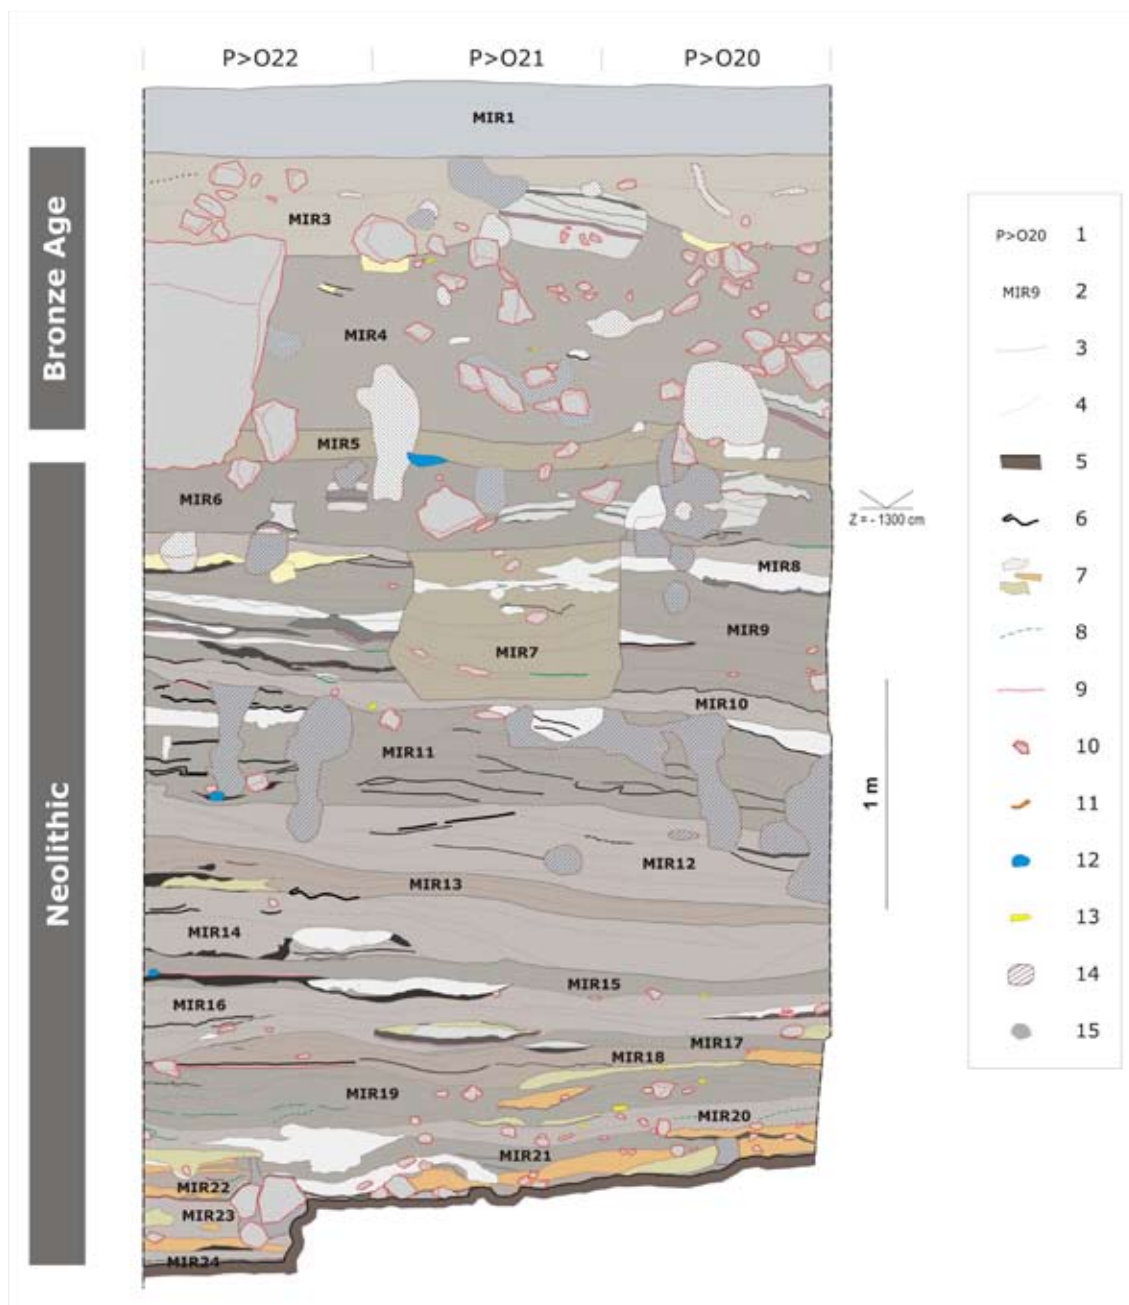 P>O22 P>O21 P>O20
MIR1
Bronze Age
MIR3
MIR4
MIR5
MIR6
Z = - 1300 cm
MIR8
MIR9
MIR7
MIR10
MIR11
1 m
MIR12
MIR13
Neolithic
MIR14
MIR15
MIR16
MIR17
MIR18
MIR19
MIR20
MIR21
MIR22
MIR23
MIR24
P>O20 1
MIR9 2
3
4
5
6
7
8
9
10
11
12
13
14
15